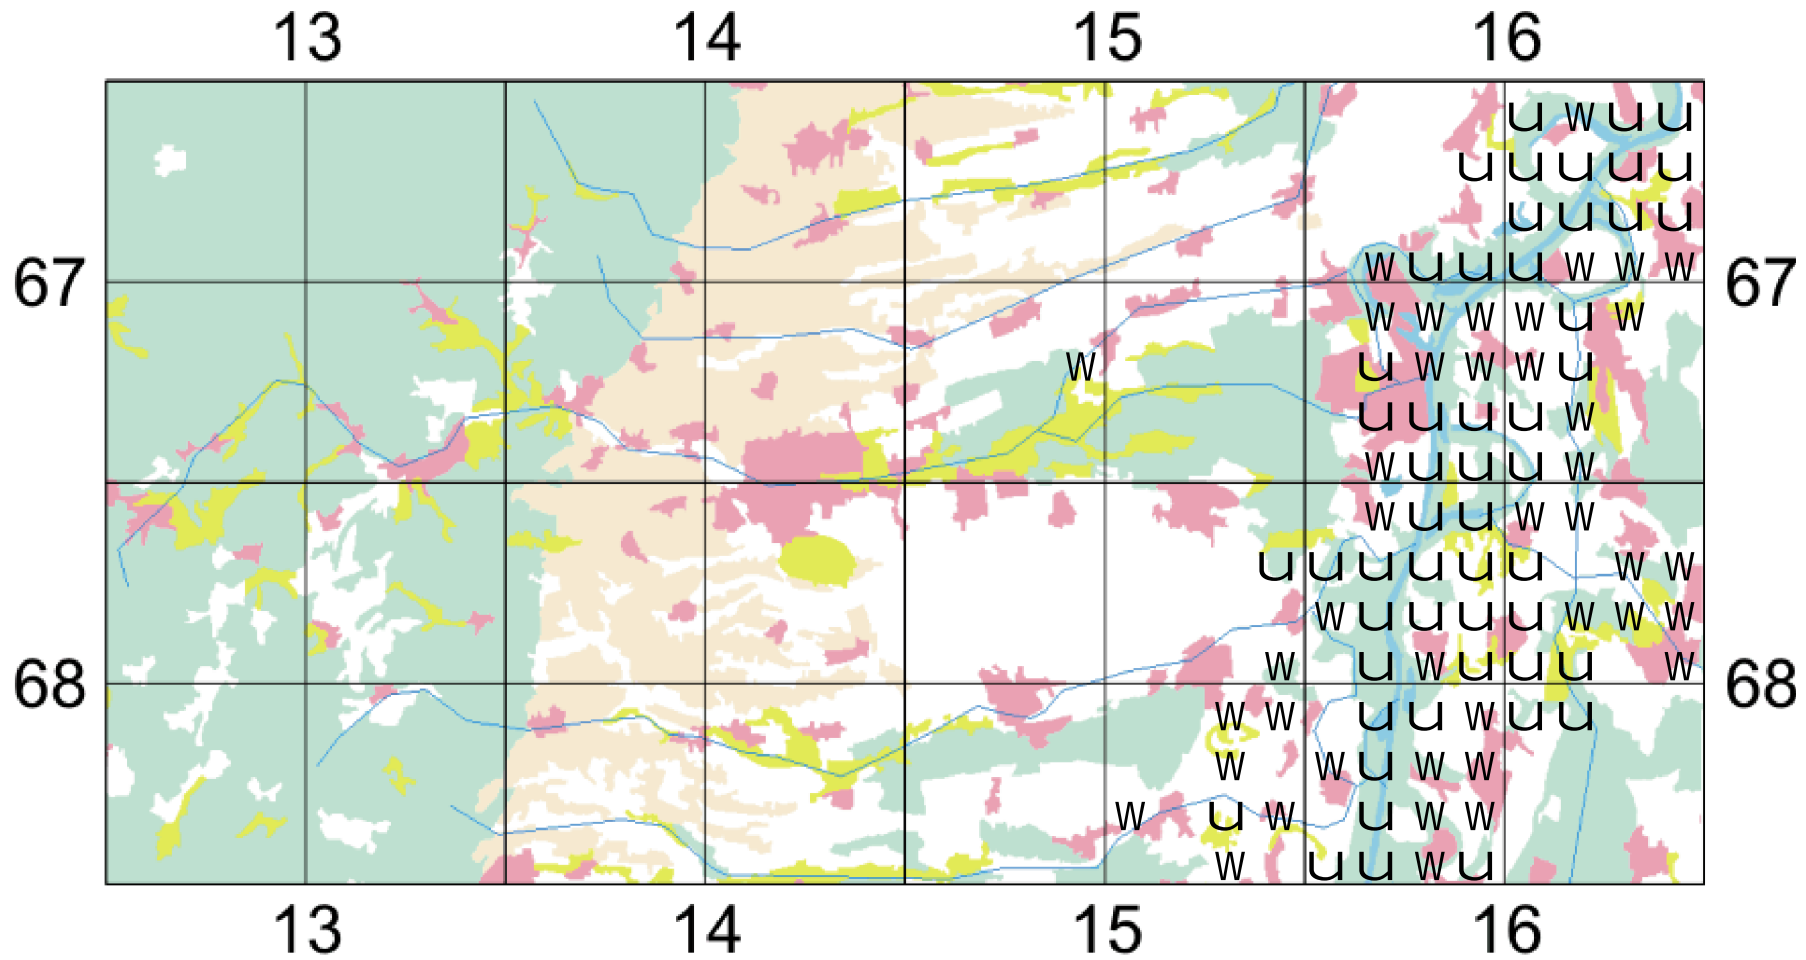 13 14 15 16
u w u u
u u u u u
u u u u
67 w u u u w w w 67
w w w w u w
w u w w w u
u u u u w
w u u u w
w u u w w
u u u u u u w w
w u u u u w w w
w u w u u u w
68 68
w w u u w u u
w w u w w
w u w u w w
w u u w u
13 14 15 16